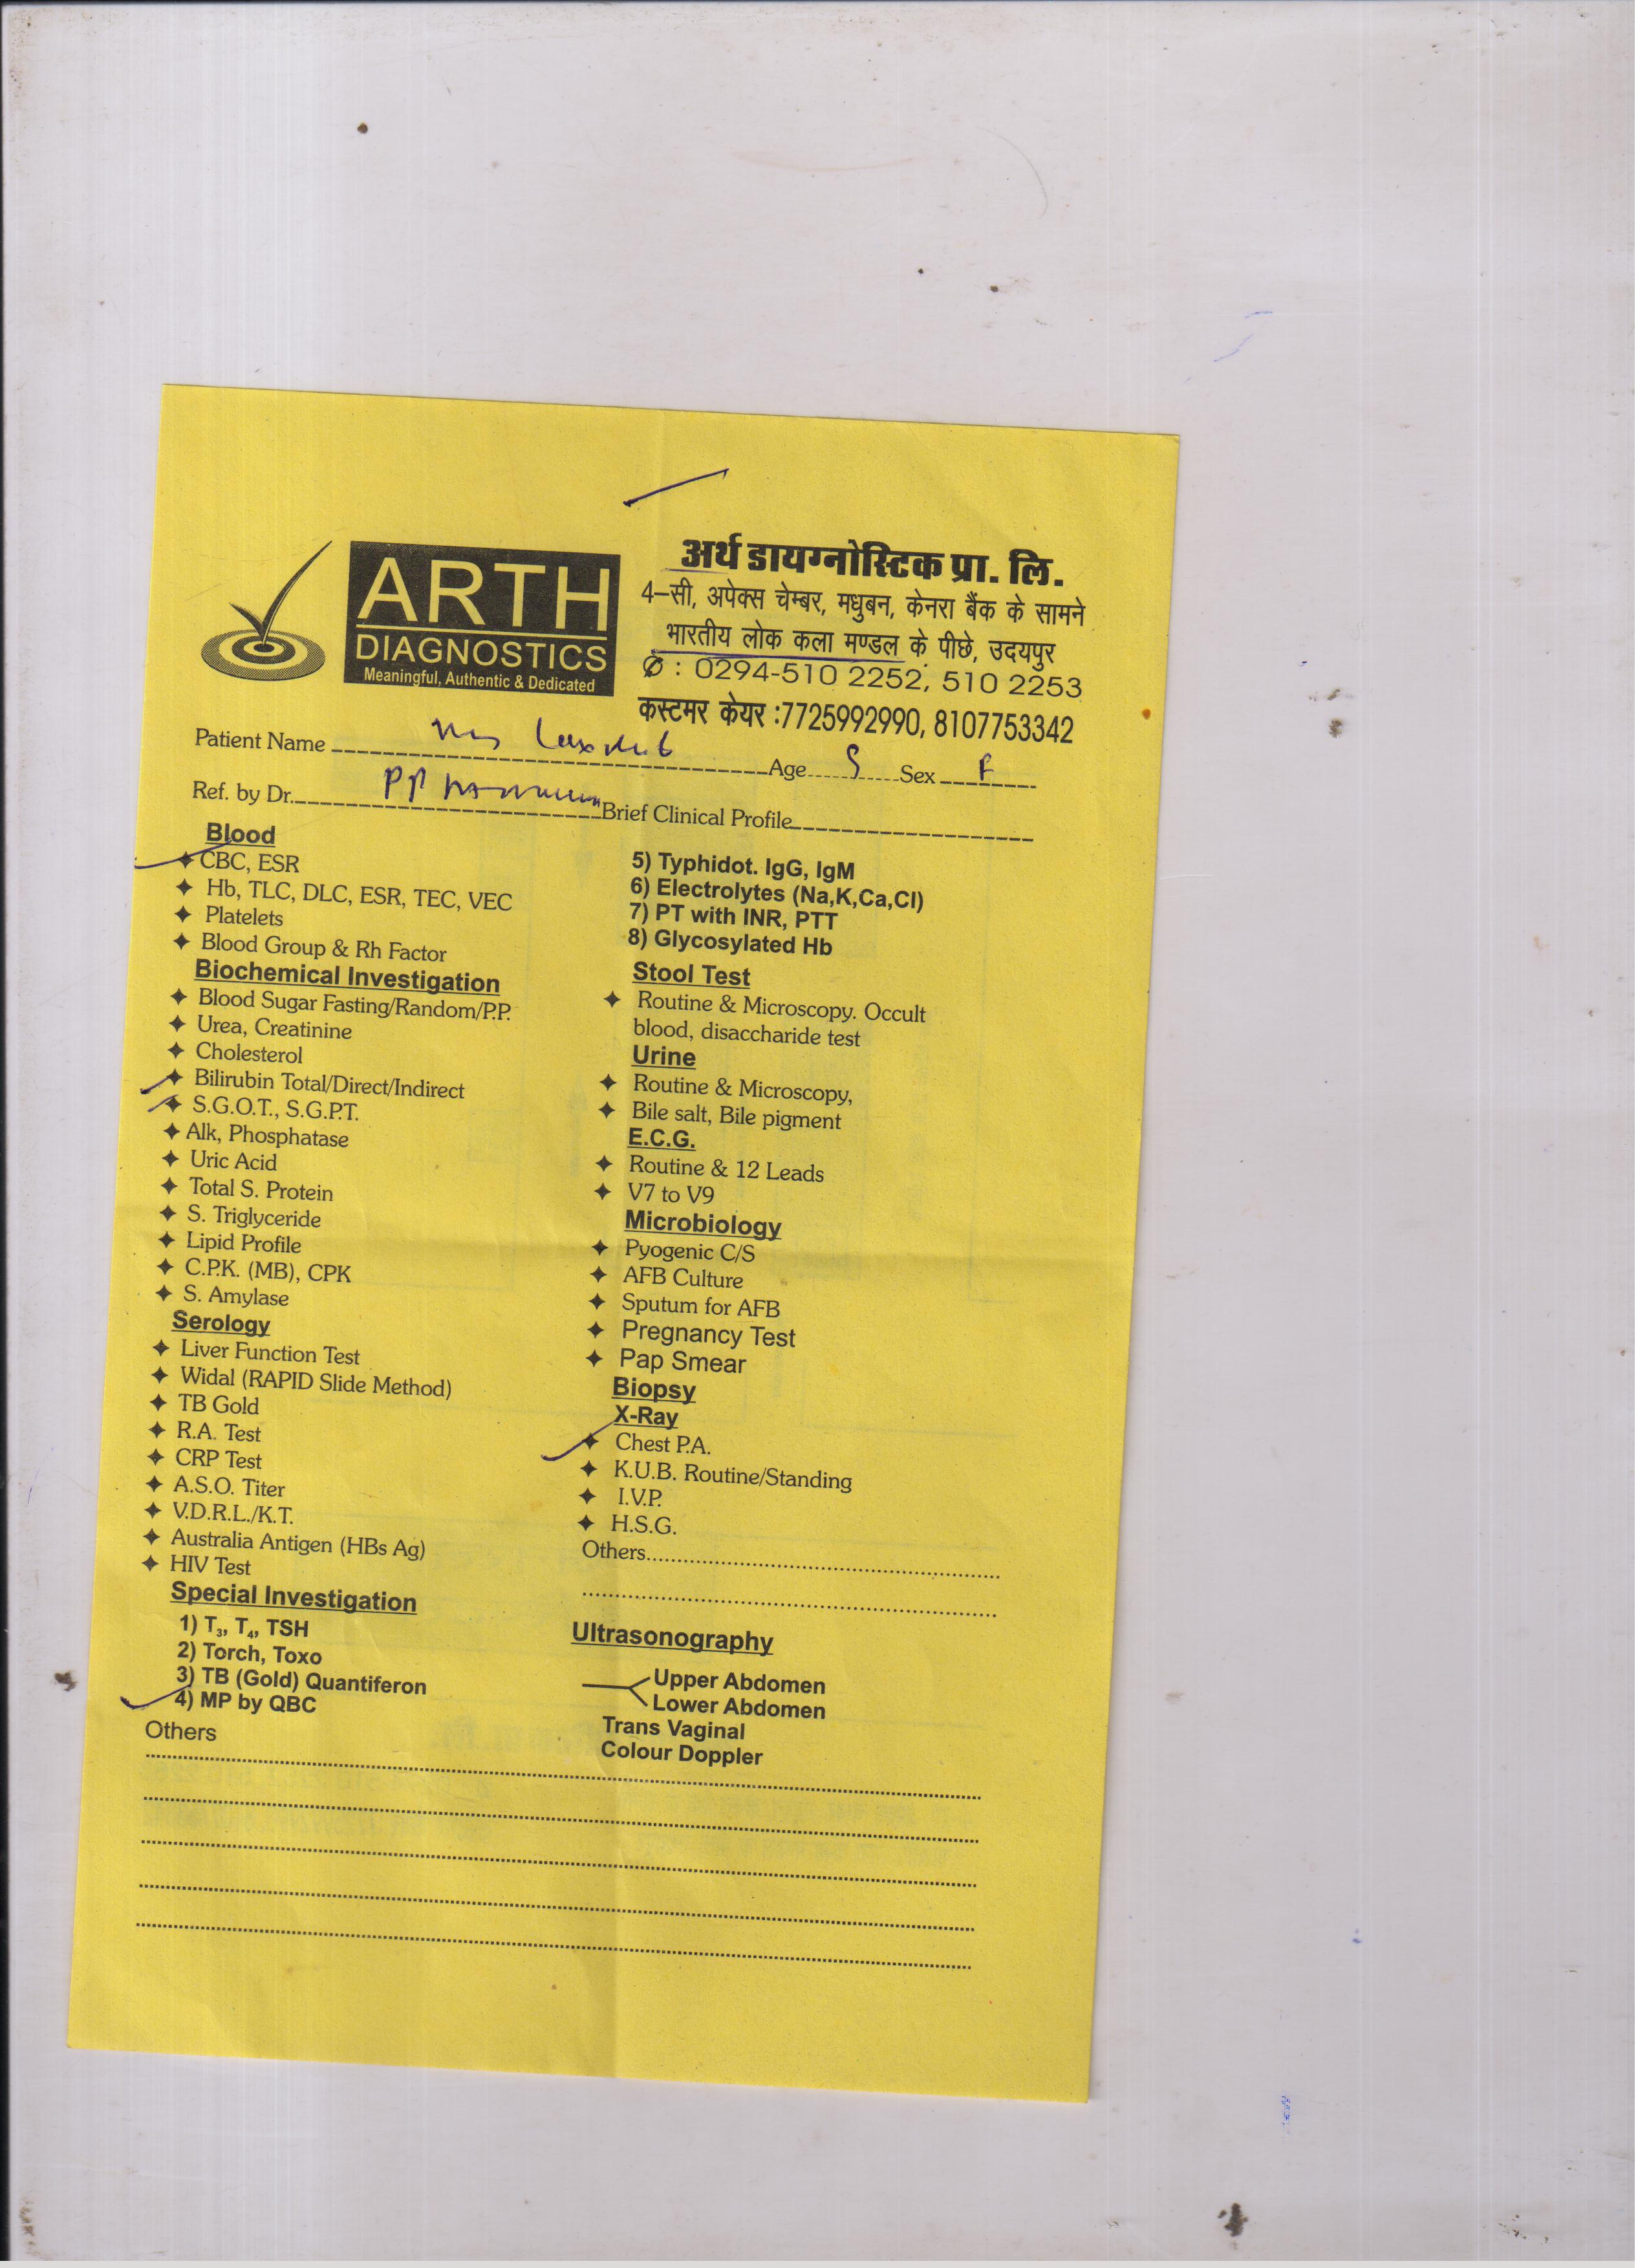 ARTH
DIAGNOSTICS
Meaningful, Authentic & Dedicated
अर्थ डायग्नोस्टिक प्रा. लि.
4–सी, अपेक्स चेम्बर, मधुबन, केनरा बैंक के सामने
भारतीय लोक कला मण्डल के पीछे, उदयपुर
✆ : 0294-510 2252, 510 2253
कस्टमर केयर :7725992990, 8107753342
Patient Name
Age Sex F
Ref. by Dr. Brief Clinical Profile
Blood
CBC, ESR
Hb, TLC, DLC, ESR, TEC, VEC
Platelets
Blood Group & Rh Factor
Biochemical Investigation
Blood Sugar Fasting/Random/P.P.
Urea, Creatinine
Cholesterol
Bilirubin Total/Direct/Indirect
S.G.O.T., S.G.P.T.
Alk, Phosphatase
Uric Acid
Total S. Protein
S. Triglyceride
Lipid Profile
C.P.K. (MB), CPK
S. Amylase
Serology
Liver Function Test
Widal (RAPID Slide Method)
TB Gold
R.A. Test
CRP Test
A.S.O. Titer
V.D.R.L./K.T.
Australia Antigen (HBs Ag)
HIV Test
Special Investigation
1) T3, T4, TSH
2) Torch, Toxo
3) TB (Gold) Quantiferon
4) MP by QBC
Others
5) Typhidot. IgG, IgM
6) Electrolytes (Na,K,Ca,Cl)
7) PT with INR, PTT
8) Glycosylated Hb
Stool Test
Routine & Microscopy. Occult
blood, disaccharide test
Urine
Routine & Microscopy,
Bile salt, Bile pigment
E.C.G.
Routine & 12 Leads
V7 to V9
Microbiology
Pyogenic C/S
AFB Culture
Sputum for AFB
Pregnancy Test
Pap Smear
Biopsy
X-Ray
Chest P.A.
K.U.B. Routine/Standing
I.V.P.
H.S.G.
Others
Ultrasonography
Upper Abdomen
Lower Abdomen
Trans Vaginal
Colour Doppler